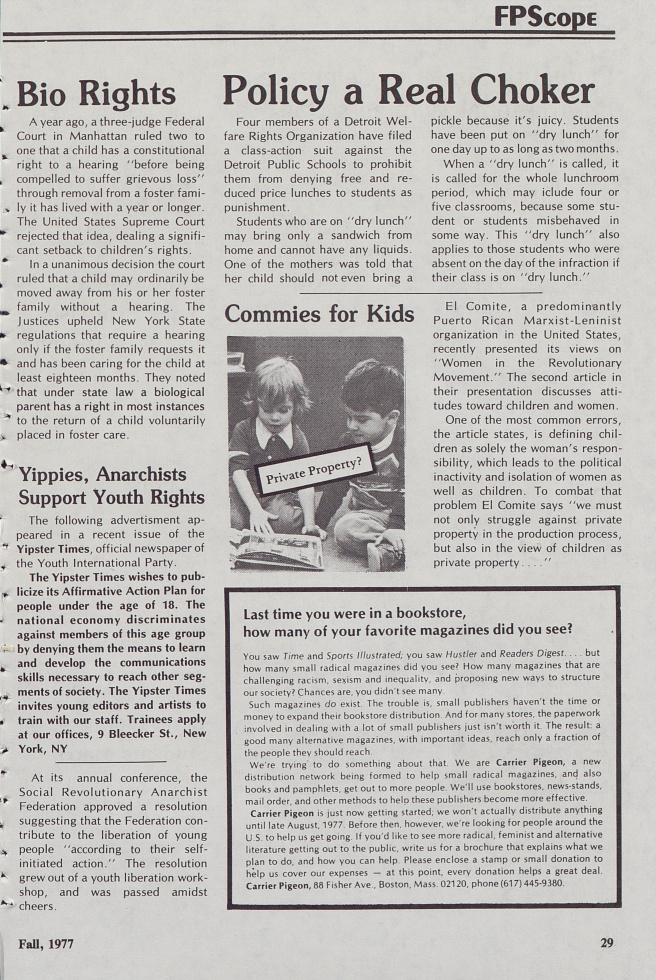 FPScope
Bio Rights
A year ago, a three-judge Federal
Court in Manhattan ruled two to
one that a child has a constitutional
right to a hearing "before being
compelled to suffer grievous loss"
through removal from a foster fami-
ly it has lived with a year or longer.
The United States Supreme Court
rejected that idea, dealing a signifi-
cant setback to children's rights.
In a unanimous decision the court
ruled that a child may ordinarily be
moved away from his or her foster
family without a hearing. The
Justices upheld New York State
regulations that require a hearing
only if the foster family requests it
and has been caring for the child at
least eighteen months. They noted
that under state law a biological
parent has a right in most instances
to the return of a child voluntarily
placed in foster care.
Yippies, Anarchists
Support Youth Rights
The following advertisment ap-
peared in a recent issue of the
Yipster Times, official newspaper of
the Youth International Party.
The Yipster Times wishes to pub-
licize its Affirmative Action Plan for
people under the age of 18. The
national economy discriminates
against members of this age group
by denying them the means to learn
and develop the communications
skills necessary to reach other seg-
ments of society. The Yipster Times
invites young editors and artists to
train with our staff. Trainees apply
at our offices, 9 Bleecker St., New
York, NY
At its annual conference, the
Social Revolutionary Anarchist
Federation approved a resolution
suggesting that the Federation con-
tribute to the liberation of young
people "according to their self-
initiated action." The resolution
grew out of a youth liberation work-
shop, and was passed amidst
cheers.
Policy a Real Choker
Four members of a Detroit Wel-
fare Rights Organization have filed
a class-action suit against the
Detroit Public Schools to prohibit
them from denying free and re-
duced price lunches to students as
punishment.
Students who are on "dry lunch"
may bring only a sandwich from
home and cannot have any liquids.
One of the mothers was told that
her child should not even bring a
pickle because it's juicy. Students
have been put on "dry lunch" for
one day up to as long as two months.
When a "dry lunch" is called, it
is called for the whole lunchroom
period, which may iclude four or
five classrooms, because some stu-
dent or students misbehaved in
some way. This "dry lunch" also
applies to those students who were
absent on the day of the infraction if
their class is on "dry lunch."
Commies for Kids
Private Property?
El Comite, a predominantly
Puerto Rican Marxist-Leninist
organization in the United States,
recently presented its views on
"Women in the Revolutionary
Movement." The second article in
their presentation discusses atti-
tudes toward children and women.
One of the most common errors,
the article states, is defining chil-
dren as solely the woman's respon-
sibility, which leads to the political
inactivity and isolation of women as
well as children. To combat that
problem El Comite says "we must
not only struggle against private
property in the production process,
but also in the view of children as
private property . . . ."
Last time you were in a bookstore,
how many of your favorite magazines did you see?
You saw Time and Sports Illustrated; you saw Hustler and Readers Digest. . . . but
how many small radical magazines did you see? How many magazines that are
challenging racism, sexism and inequality, and proposing new ways to structure
our society? Chances are, you didn't see many.
Such magazines do exist. The trouble is, small publishers haven't the time or
money to expand their bookstore distribution. And for many stores, the paperwork
involved in dealing with a lot of small publishers just isn't worth it. The result: a
good many alternative magazines, with important ideas, reach only a fraction of
the people they should reach.
We're trying to do something about that. We are Carrier Pigeon, a new
distribution network being formed to help small radical magazines, and also
books and pamphlets, get out to more people. We'll use bookstores, news-stands,
mail order, and other methods to help these publishers become more effective.
Carrier Pigeon is just now getting started; we won't actually distribute anything
until late August, 1977. Before then, however, we're looking for people around the
U.S. to help us get going. If you'd like to see more radical, feminist and alternative
literature getting out to the public, write us for a brochure that explains what we
plan to do, and how you can help. Please enclose a stamp or small donation to
help us cover our expenses — at this point, every donation helps a great deal.
Carrier Pigeon, 88 Fisher Ave., Boston, Mass. 02120, phone (617) 445-9380.
Fall, 1977
29